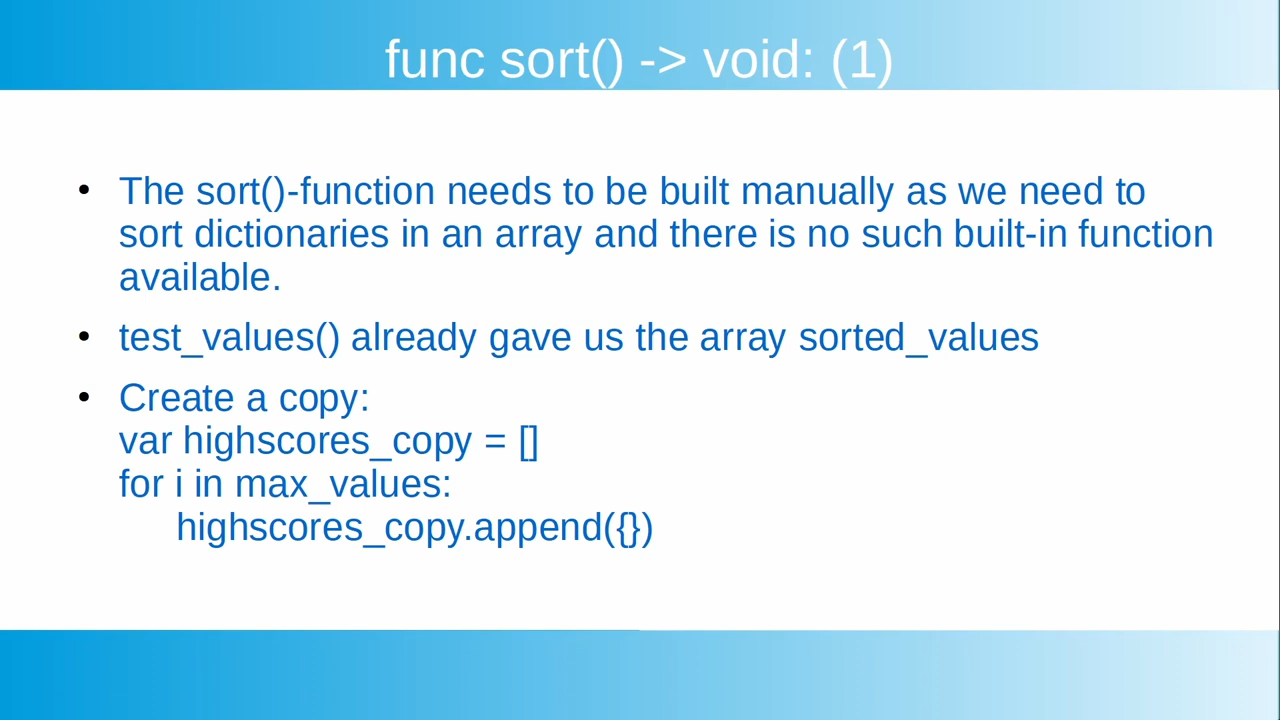 func sort() -> void: (1)
• The sort()-function needs to be built manually as we need to
sort dictionaries in an array and there is no such built-in function
available.
• test_values() already gave us the array sorted_values
• Create a copy:
var highscores_copy = []
for i in max_values:
highscores_copy.append({})